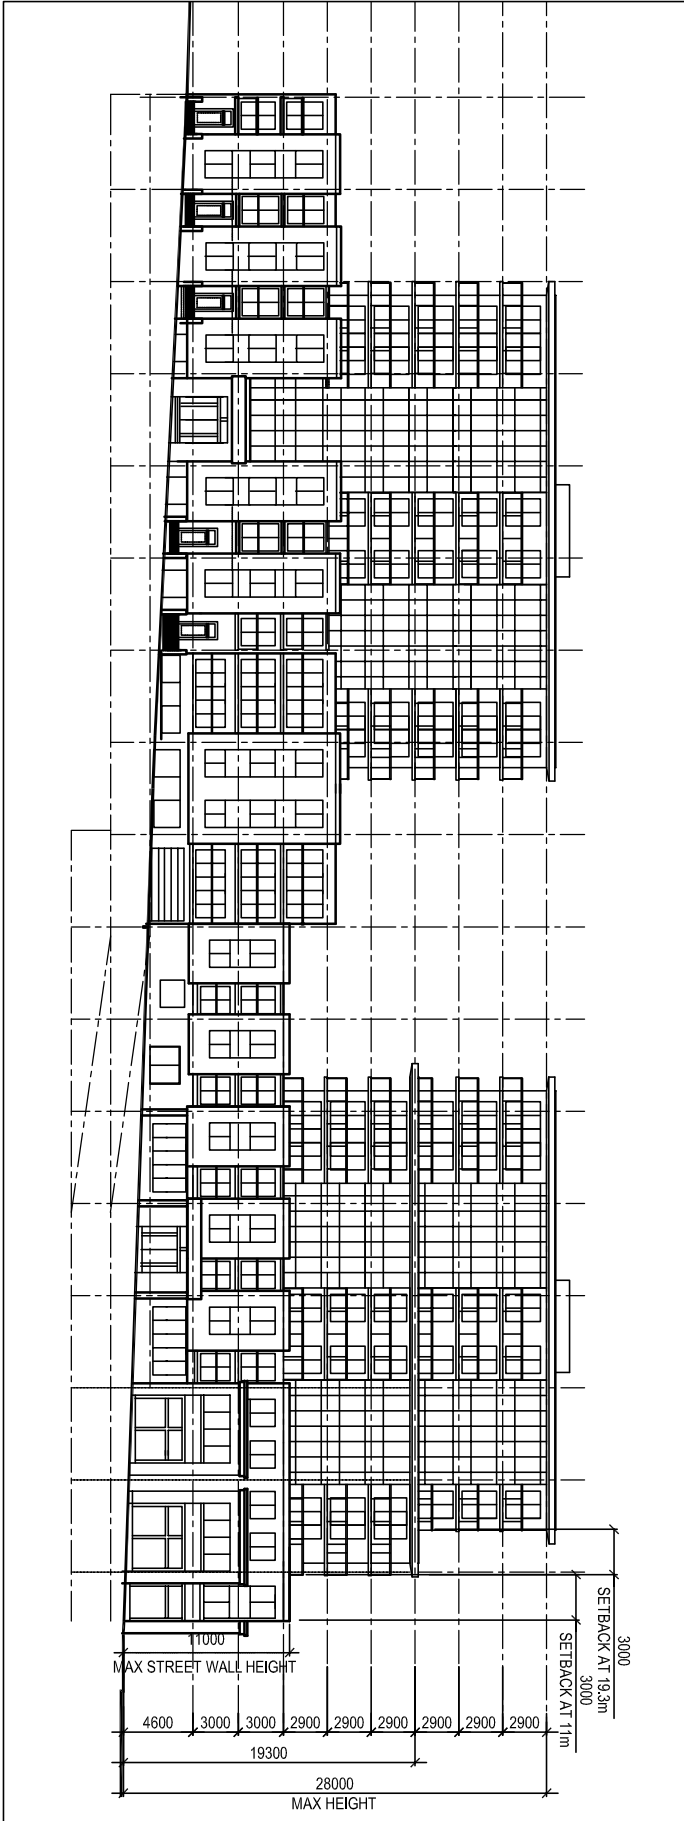 3000
SETBACK AT 19.3m
3000
SETBACK AT 11m
11000
MAX STREET WALL HEIGHT
4600 3000 3000 2900 2900 2900 2900 2900 2900
19300
28000
MAX HEIGHT